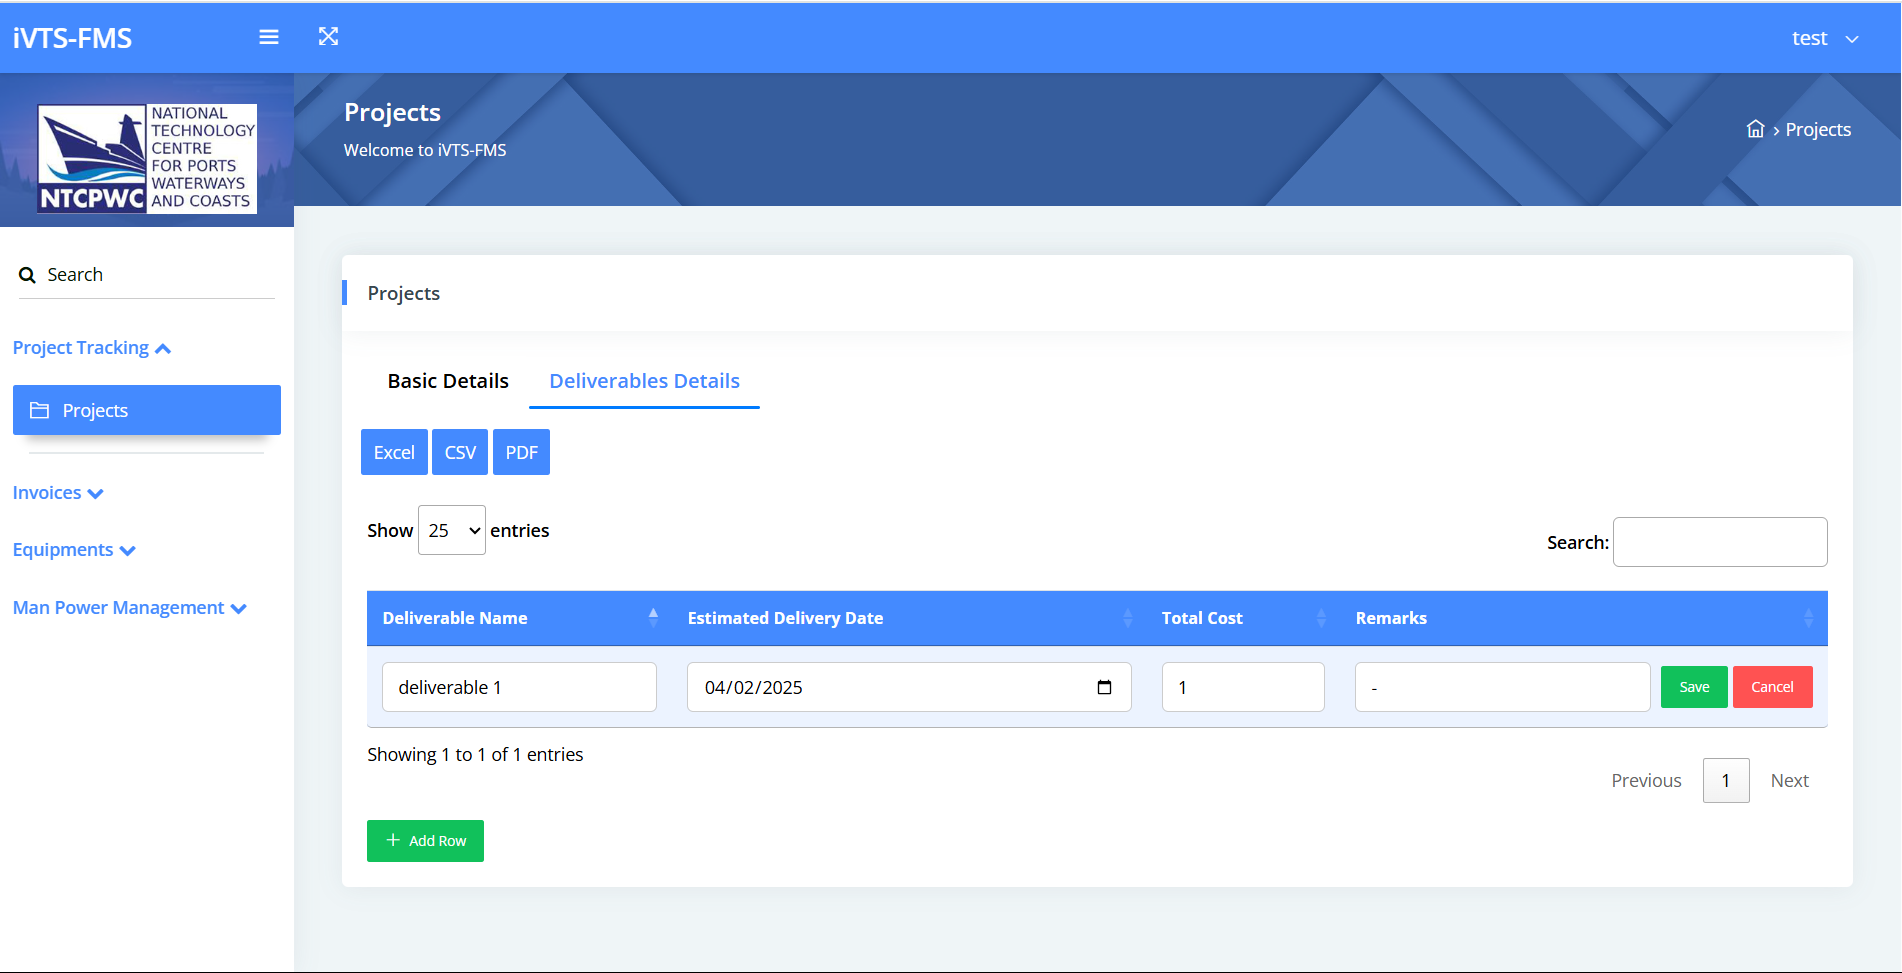 iVTS-FMS
test
NATIONAL
TECHNOLOGY
CENTRE
FOR PORTS
WATERWAYS
AND COASTS
NTCPWC
Projects
Welcome to iVTS-FMS
› Projects
Search
Project Tracking
Projects
Invoices
Equipments
Man Power Management
Projects
Basic Details
Deliverables Details
Excel
CSV
PDF
Show 25 entries
Search:
Deliverable Name Estimated Delivery Date Total Cost Remarks
deliverable 1 04/02/2025 1 - Save Cancel
Showing 1 to 1 of 1 entries
Previous 1 Next
+ Add Row